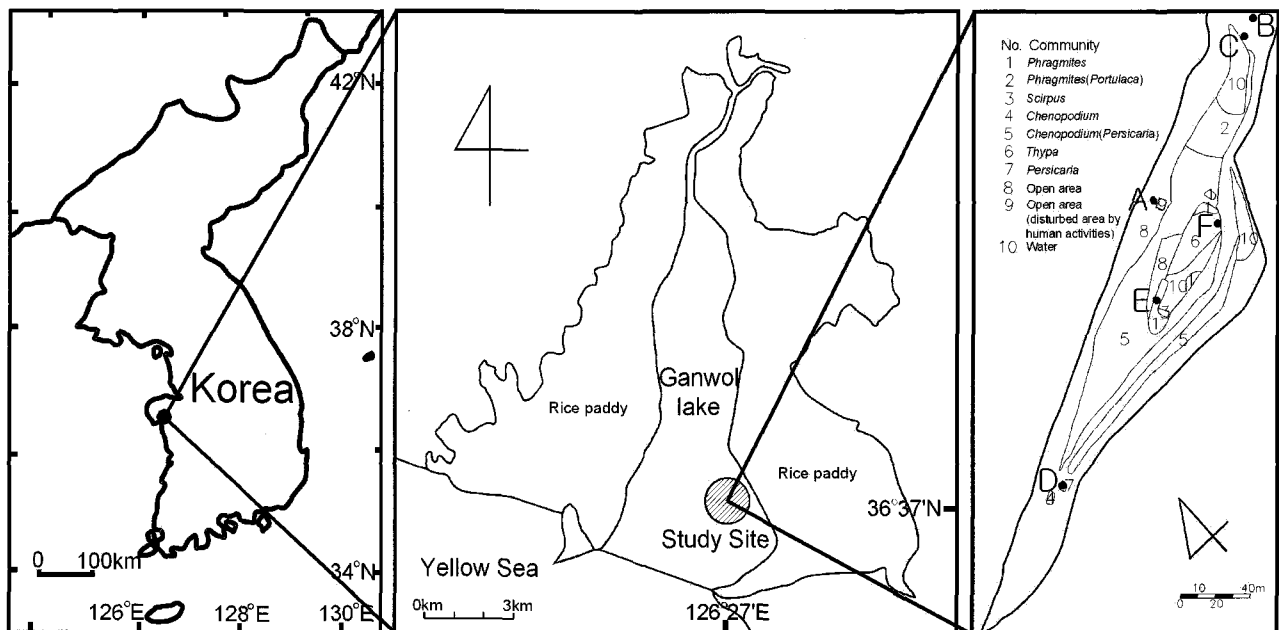 42°N
38°N
Korea
0 100km
34°N
126°E 128°E 130°E
Ganwol
lake
Rice paddy
Rice paddy
36°37'N
Study Site
Yellow Sea
0km 3km
126°27'E
No. Community
1 Phragmites
2 Phragmites(Portulaca)
3 Scirpus
4 Chenopodium
5 Chenopodium(Persicaria)
6 Thypa
7 Persicaria
8 Open area
9 Open area
(disturbed area by
human activities)
10 Water
B
C
10
2
A
8
1
F
6
10
8
10
E
3
1
5
5
D
7
10 40m
0 20